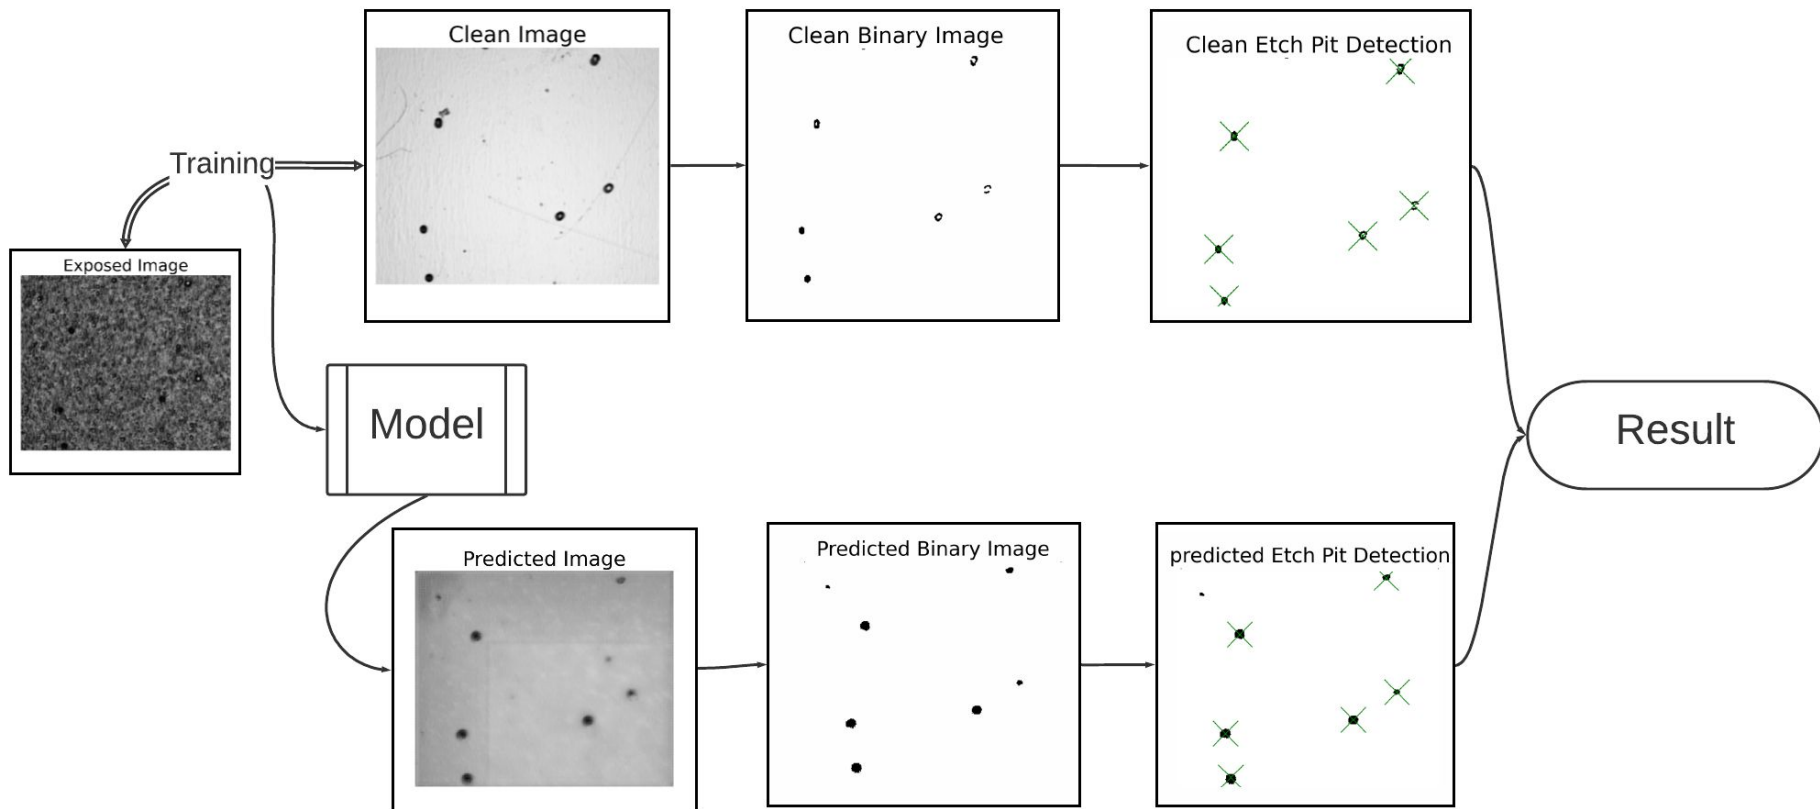 Clean Image
Clean Binary Image
Clean Etch Pit Detection
Training
Exposed Image
Model
Result
Predicted Image
Predicted Binary Image
predicted Etch Pit Detection